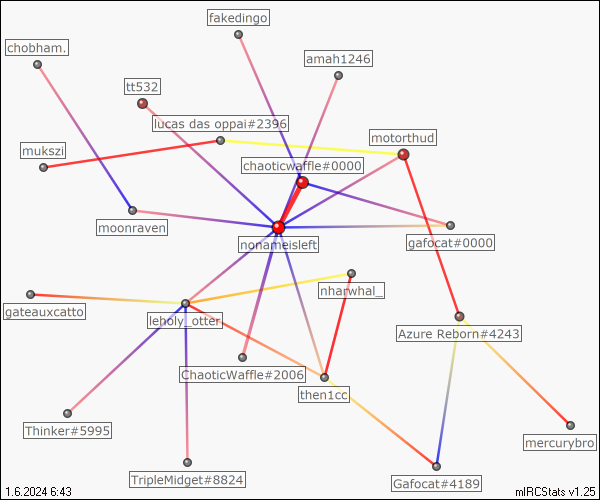 fakedingo
chobham.
amah1246
tt532
lucas das oppai#2396
motorthud
mukszi
chaoticwaffle#0000
moonraven
nonameisleft
gafocat#0000
nharwhal_
gateauxcatto
leholy_otter
Azure Reborn#4243
ChaoticWaffle#2006
then1cc
Thinker#5995
mercurybro
TripleMidget#8824
Gafocat#4189
1.6.2024 6:43
mIRCStats v1.25